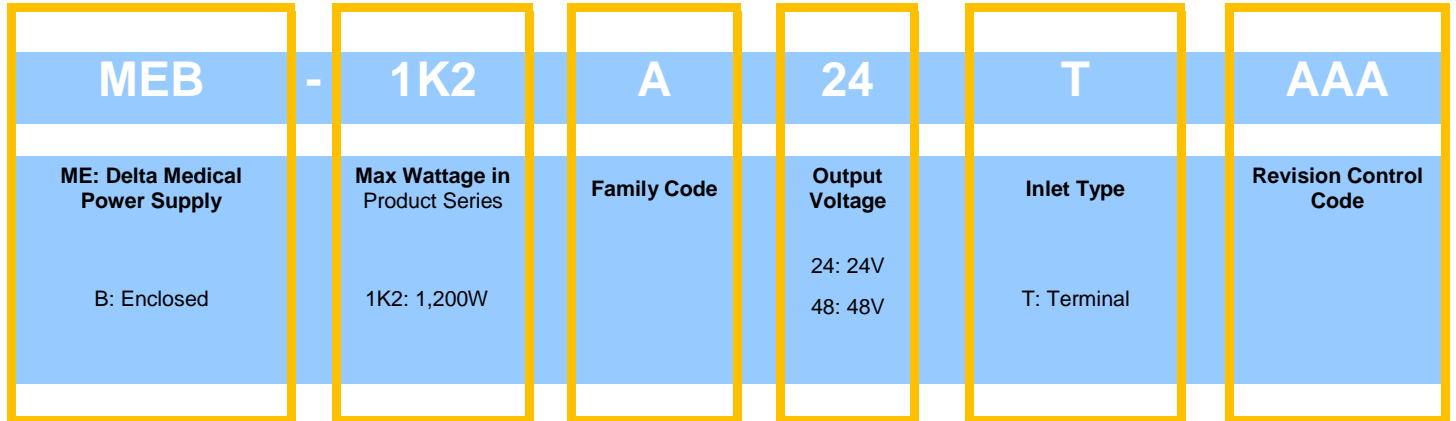 MEB - 1K2 A 24 T AAA
ME: Delta Medical
Power Supply
B: Enclosed
Max Wattage in
Product Series
1K2: 1,200W
Family Code
Output
Voltage
24: 24V
48: 48V
Inlet Type
T: Terminal
Revision Control
Code